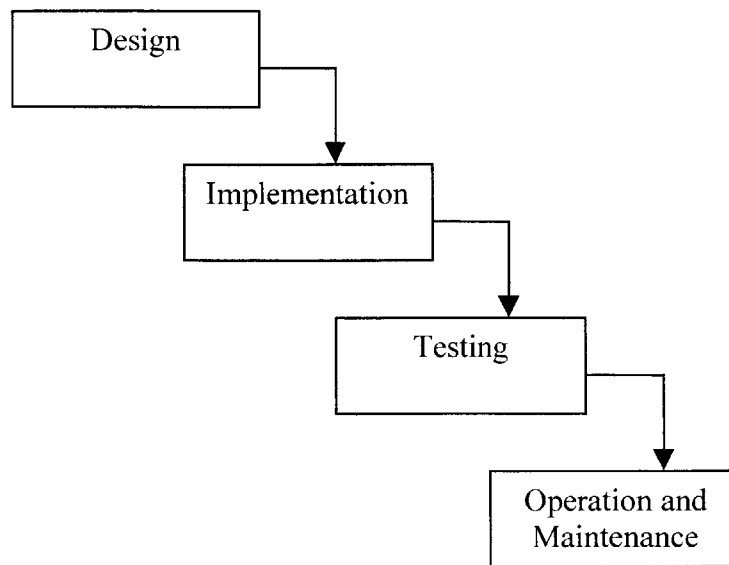 Design
Implementation
Testing
Operation and
Maintenance